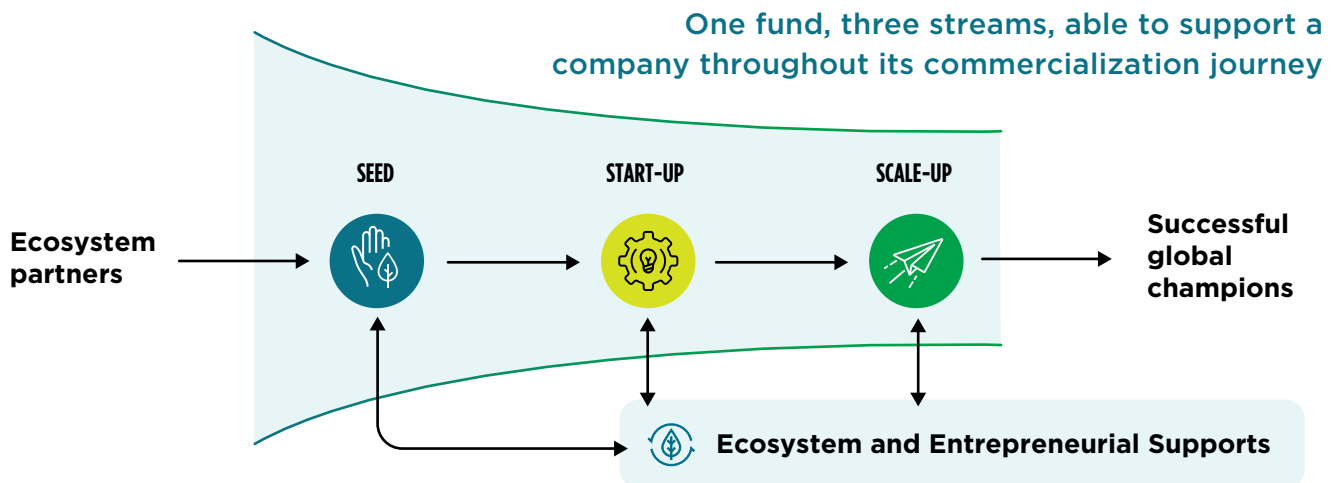 One fund, three streams, able to support a
company throughout its commercialization journey
SEED
START-UP
SCALE-UP
Ecosystem
partners
Successful
global
champions
Ecosystem and Entrepreneurial Supports